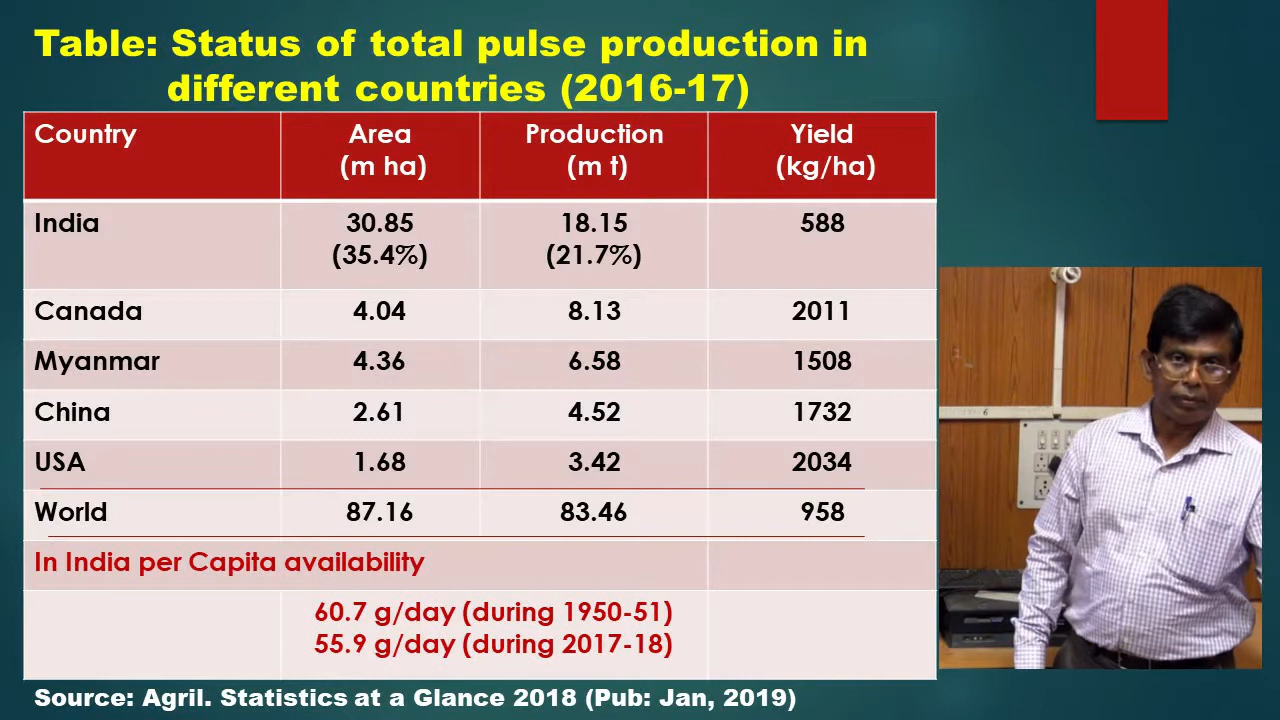 Table: Status of total pulse production in
different countries (2016-17)
Country Area Production Yield
(m ha) (m t) (kg/ha)
India 30.85 18.15 588
(35.4%) (21.7%)
Canada 4.04 8.13 2011
Myanmar 4.36 6.58 1508
China 2.61 4.52 1732
USA 1.68 3.42 2034
World 87.16 83.46 958
In India per Capita availability
60.7 g/day (during 1950-51)
55.9 g/day (during 2017-18)
Source: Agril. Statistics at a Glance 2018 (Pub: Jan, 2019)